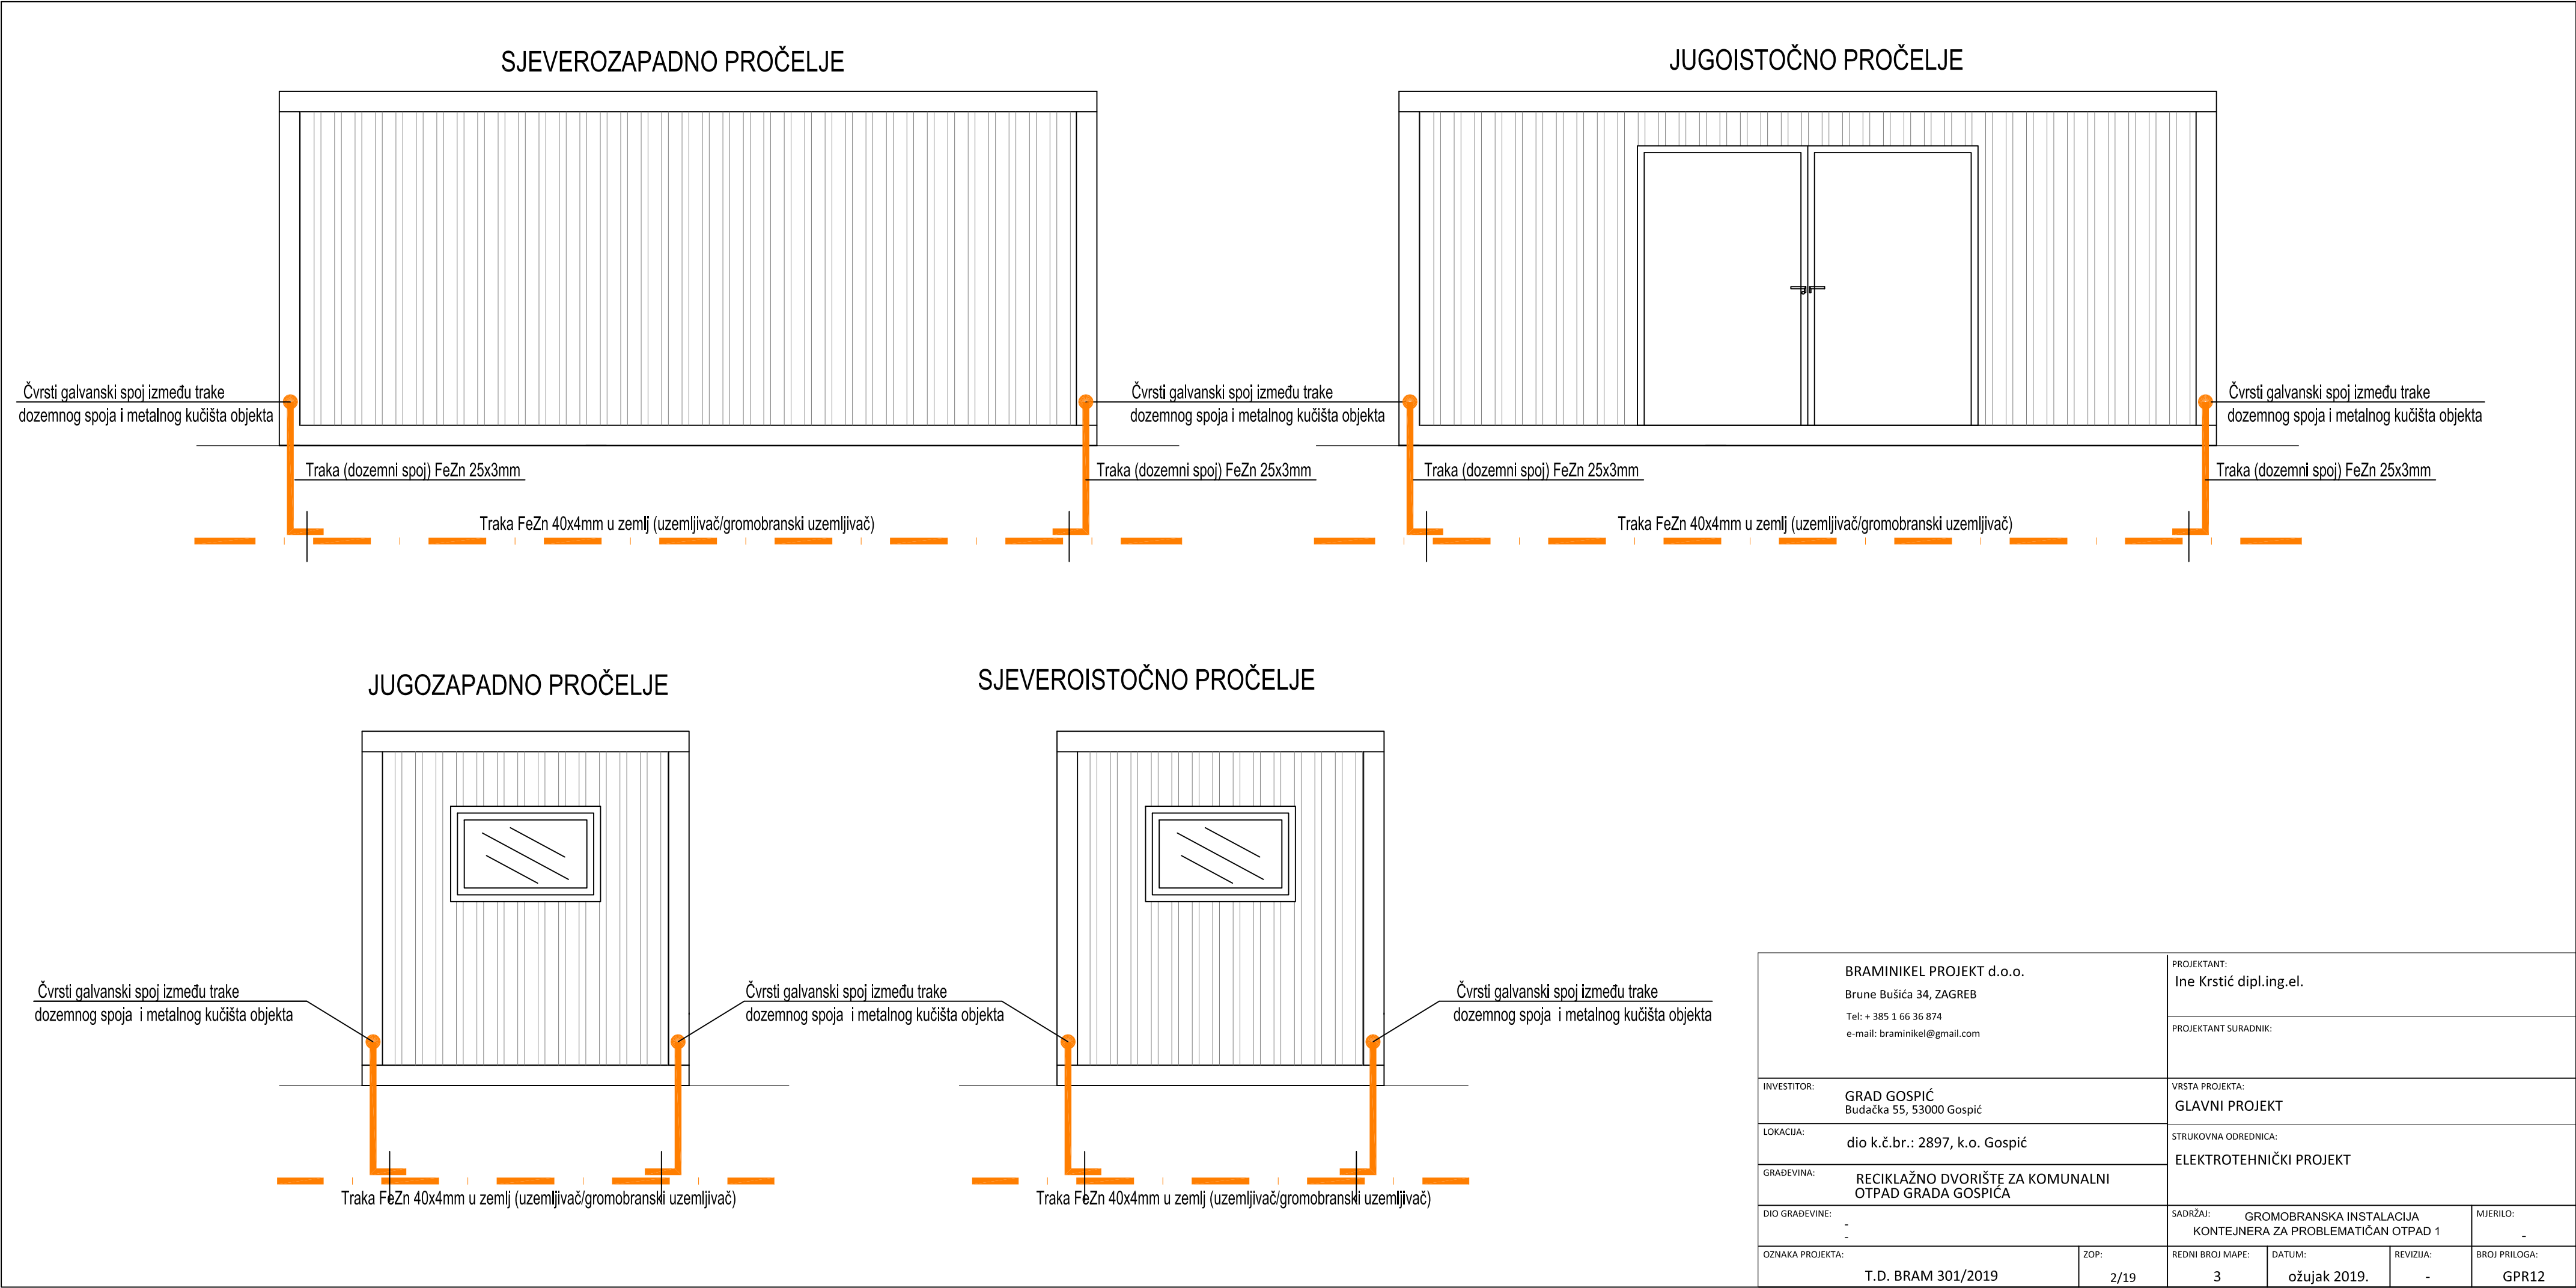 SJEVEROZAPADNO PROČELJE
JUGOISTOČNO PROČELJE
Čvrsti galvanski spoj između trake
dozemnog spoja i metalnog kučišta objekta
Čvrsti galvanski spoj između trake
dozemnog spoja i metalnog kučišta objekta
Čvrsti galvanski spoj između trake
dozemnog spoja i metalnog kučišta objekta
Traka (dozemni spoj) FeZn 25x3mm
Traka (dozemni spoj) FeZn 25x3mm
Traka (dozemni spoj) FeZn 25x3mm
Traka (dozemni spoj) FeZn 25x3mm
Traka FeZn 40x4mm u zemlj (uzemljivač/gromobranski uzemljivač)
Traka FeZn 40x4mm u zemlj (uzemljivač/gromobranski uzemljivač)
JUGOZAPADNO PROČELJE
SJEVEROISTOČNO PROČELJE
Čvrsti galvanski spoj između trake
dozemnog spoja  i metalnog kučišta objekta
Čvrsti galvanski spoj između trake
dozemnog spoja  i metalnog kučišta objekta
Čvrsti galvanski spoj između trake
dozemnog spoja  i metalnog kučišta objekta
Traka FeZn 40x4mm u zemlj (uzemljivač/gromobranski uzemljivač)
Traka FeZn 40x4mm u zemlj (uzemljivač/gromobranski uzemljivač)
BRAMINIKEL PROJEKT d.o.o.
Brune Bušića 34, ZAGREB
Tel: + 385 1 66 36 874
e-mail: braminikel@gmail.com
PROJEKTANT:
Ine Krstić dipl.ing.el.
PROJEKTANT SURADNIK:
INVESTITOR:
GRAD GOSPIĆ
Budačka 55, 53000 Gospić
VRSTA PROJEKTA:
GLAVNI PROJEKT
LOKACIJA:
dio k.č.br.: 2897, k.o. Gospić
STRUKOVNA ODREDNICA:
ELEKTROTEHNIČKI PROJEKT
GRAĐEVINA:
RECIKLAŽNO DVORIŠTE ZA KOMUNALNI
OTPAD GRADA GOSPIĆA
DIO GRAĐEVINE:
-
-
SADRŽAJ:
GROMOBRANSKA INSTALACIJA
KONTEJNERA ZA PROBLEMATIČAN OTPAD 1
MJERILO:
-
OZNAKA PROJEKTA:
T.D. BRAM 301/2019
ZOP:
2/19
REDNI BROJ MAPE:
3
DATUM:
ožujak 2019.
REVIZIJA:
-
BROJ PRILOGA:
GPR12